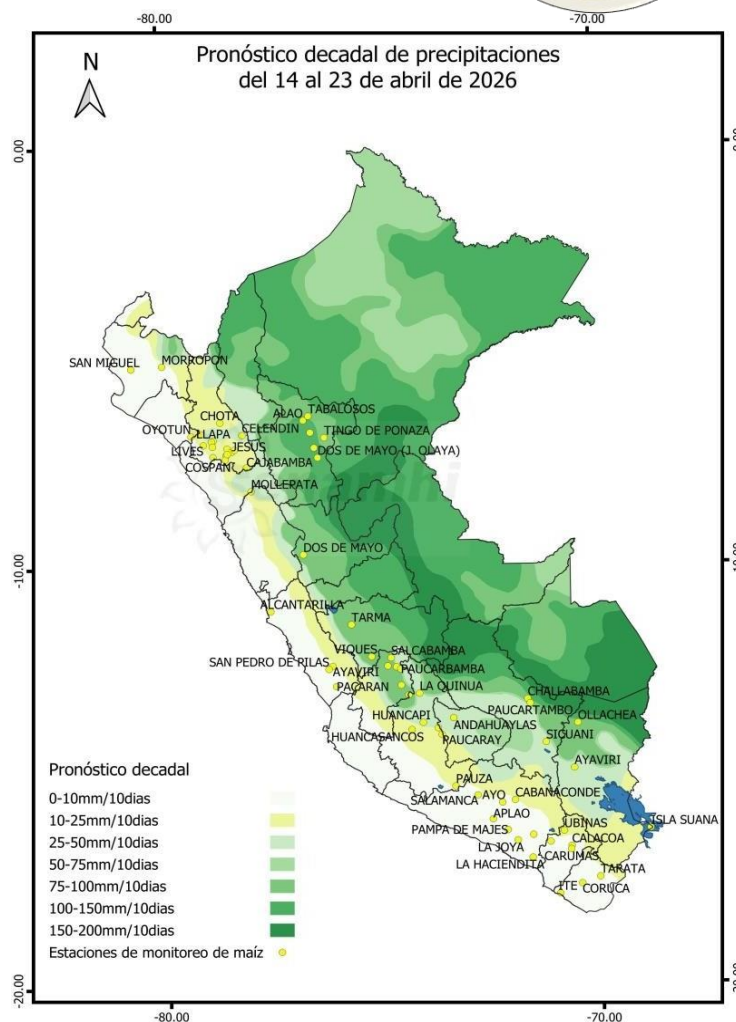 -80.00
-70.00
Pronóstico decadal de precipitaciones
del 14 al 23 de abril de 2026
N
0.00
SAN MIGUEL
MORROPON
CHOTA
ALAO
TABALOSOS
OYOTUN
LLAPA
CELENDIN
TINGO DE PONAZA
LIVES
JESUS
DOS DE MAYO (J. OLAYA)
COSPAN
CAJABAMBA
MOLLEPATA
DOS DE MAYO
-10.00
ALCANTARILLA
TARMA
VIQUES
SALCABAMBA
SAN PEDRO DE PILAS
AYAVIRI
PAUCARBAMBA
PACARAN
LA QUINUA
CHALLABAMBA
HUANCAPI
ANDAHUAYLAS
PAUCARTAMBO
OLLACHEA
HUANCASANCOS
PAUCARAY
SIGUANI
AYAVIRI
PAUZA
SALAMANCA
AYO
CABANACONDE
APLAO
ISLA SUANA
PAMPA DE MAJES
UBINAS
LA JOYA
CALACOA
LA HACIENDITA
CARUMAS
TARATA
ITE
CORUCA
Pronóstico decadal
0-10mm/10dias
10-25mm/10dias
25-50mm/10dias
50-75mm/10dias
75-100mm/10dias
100-150mm/10dias
150-200mm/10dias
Estaciones de monitoreo de maíz
-20.00
-80.00
-70.00